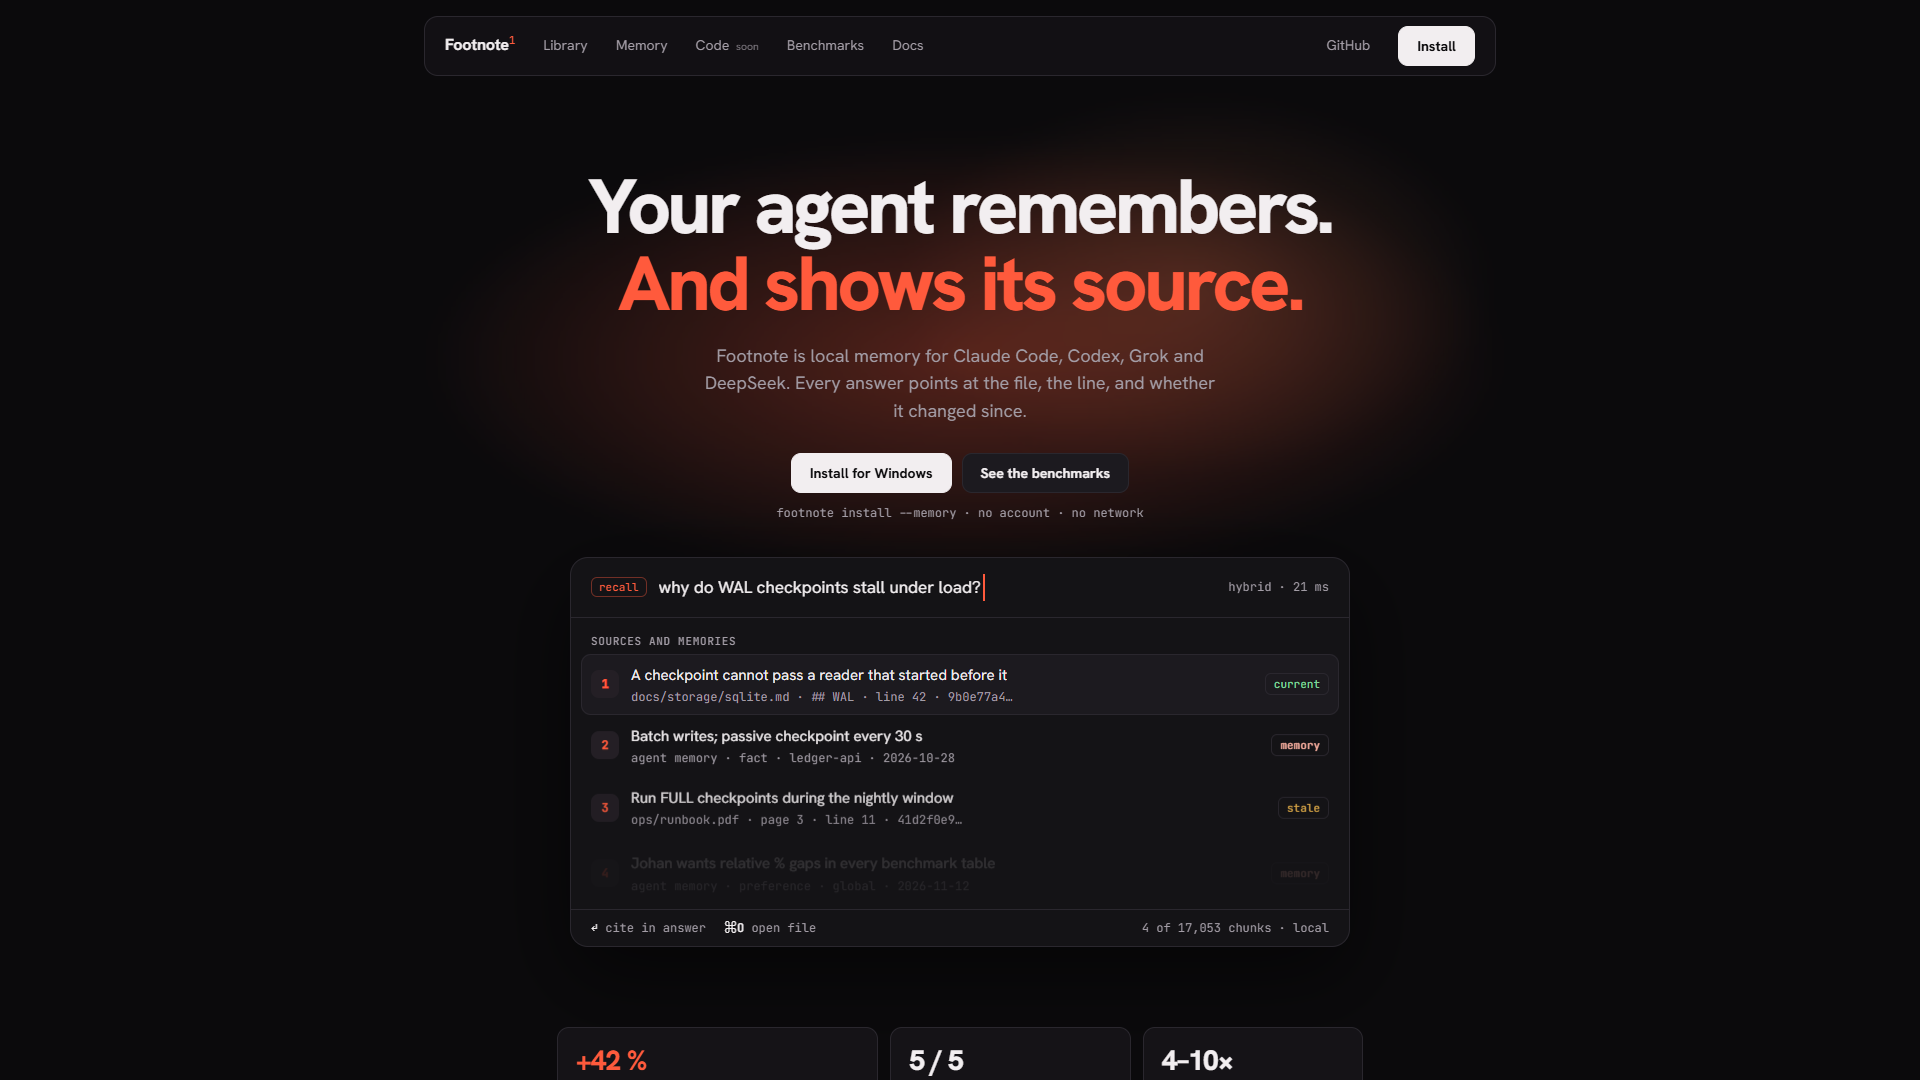 Footnote1 Library Memory Code soon Benchmarks Docs GitHub Install
Your agent remembers.
And shows its source.
Footnote is local memory for Claude Code, Codex, Grok and
DeepSeek. Every answer points at the file, the line, and whether
it changed since.
Install for Windows See the benchmarks
footnote install --memory · no account · no network
recall why do WAL checkpoints stall under load? hybrid · 21 ms
SOURCES AND MEMORIES
1 A checkpoint cannot pass a reader that started before it current
docs/storage/sqlite.md · ## WAL · line 42 · 9b0e77a4…
2 Batch writes; passive checkpoint every 30 s memory
agent memory · fact · ledger-api · 2026-10-28
3 Run FULL checkpoints during the nightly window stale
ops/runbook.pdf · page 3 · line 11 · 41d2f0e9…
4 Johan wants relative % gaps in every benchmark table memory
agent memory · preference · global · 2026-11-12
↵ cite in answer ⌘O open file 4 of 17,053 chunks · local
+42 % 5 / 5 4–10×